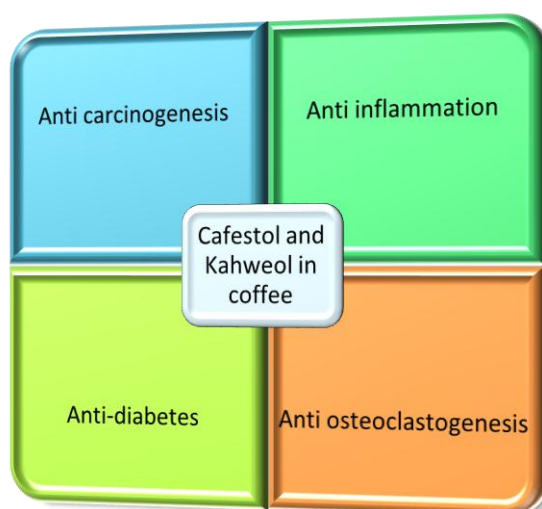 Anti carcinogenesis
Anti inflammation
Cafestol and
Kahweol in
coffee
Anti-diabetes
Anti osteoclastogenesis